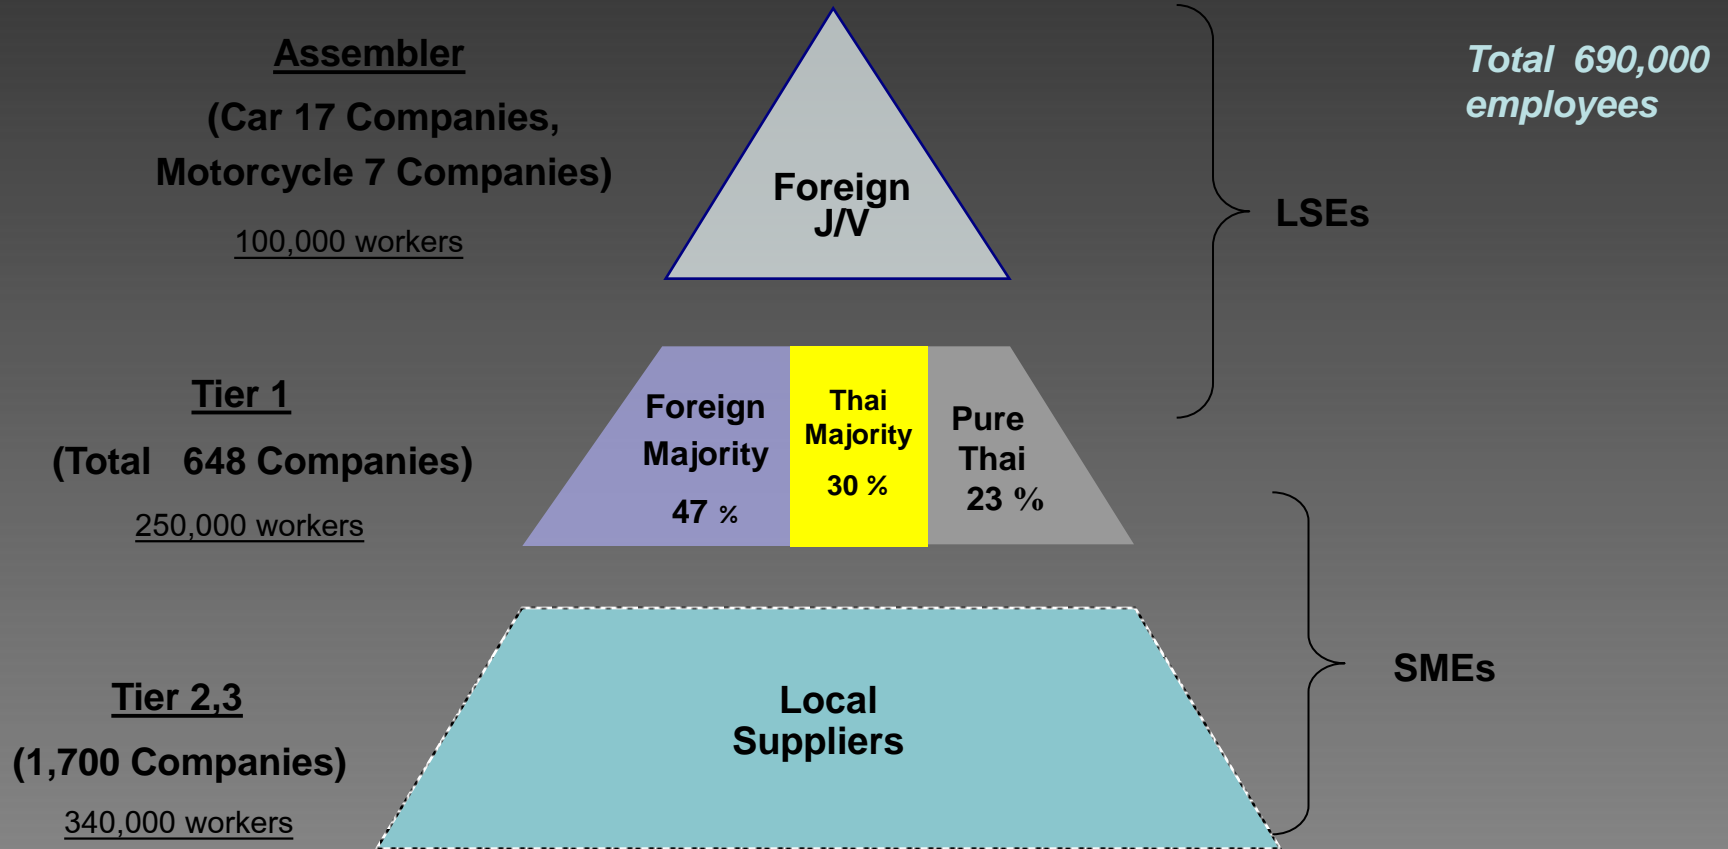 Assembler
(Car 17 Companies,
Motorcycle 7 Companies)
100,000 workers
Foreign
J/V
Total 690,000
employees
LSEs
Tier 1
(Total 648 Companies)
250,000 workers
Foreign
Majority
47 %
Thai
Majority
30 %
Pure
Thai
23 %
Tier 2,3
(1,700 Companies)
340,000 workers
Local
Suppliers
SMEs